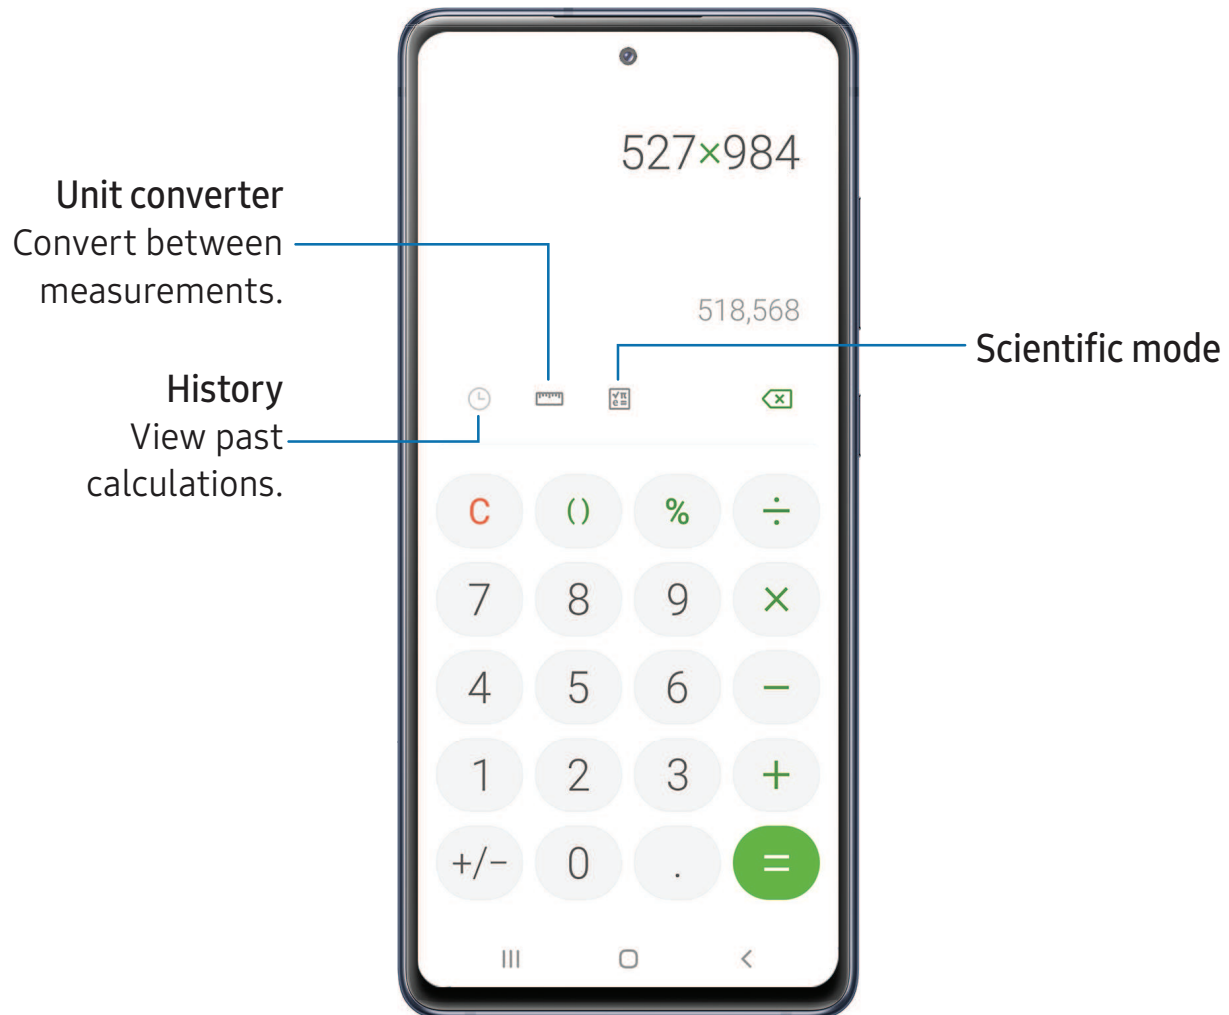 527×984
Unit converter
Convert between
measurements.
518,568
Scientific mode
History
View past
calculations.
√π
e =
C
()
%
÷
7
8
9
×
4
5
6
−
1
2
3
+
+/−
0
.
=